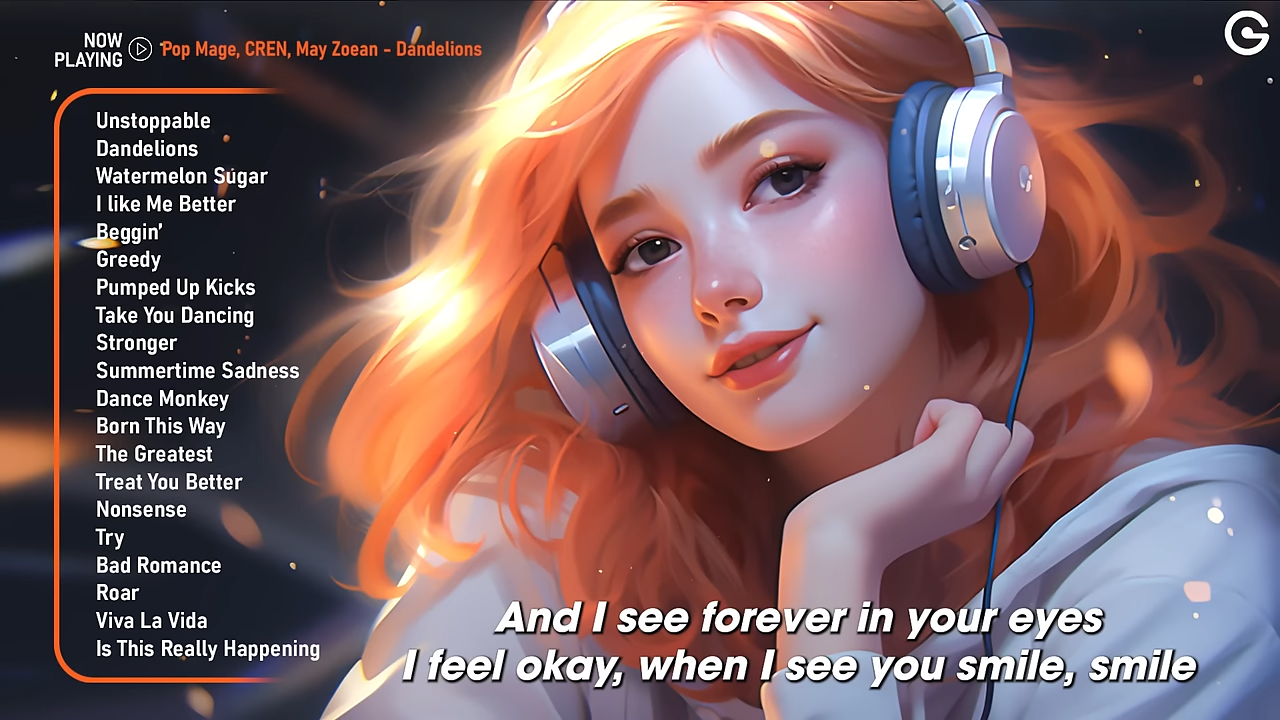 NOW
PLAYING
Pop Mage, CREN, May Zoean - Dandelions
Unstoppable
Dandelions
Watermelon Sugar
I like Me Better
Beggin'
Greedy
Pumped Up Kicks
Take You Dancing
Stronger
Summertime Sadness
Dance Monkey
Born This Way
The Greatest
Treat You Better
Nonsense
Try
Bad Romance
Roar
Viva La Vida
Is This Really Happening
And I see forever in your eyes
I feel okay, when I see you smile, smile